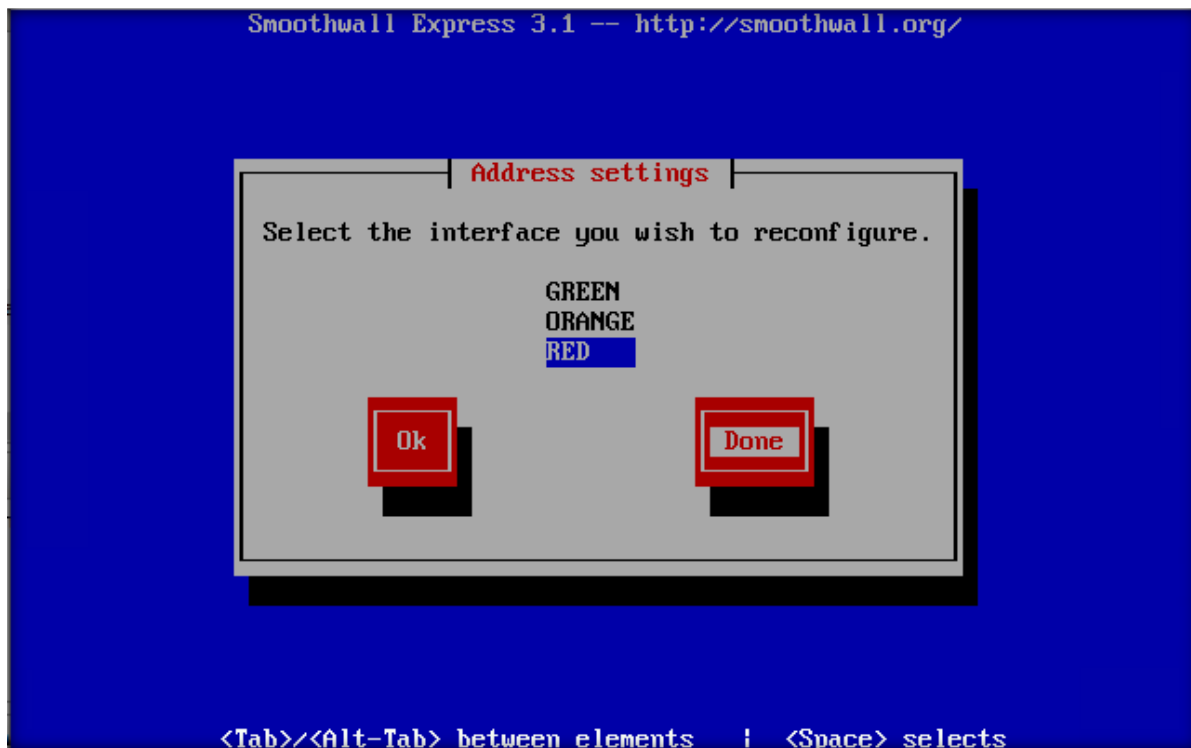 Smoothwall Express 3.1 -- http://smoothwall.org/
Address settings
Select the interface you wish to reconfigure.
GREEN
ORANGE
RED
Ok
Done
<Tab>/<Alt-Tab> between elements | <Space> selects